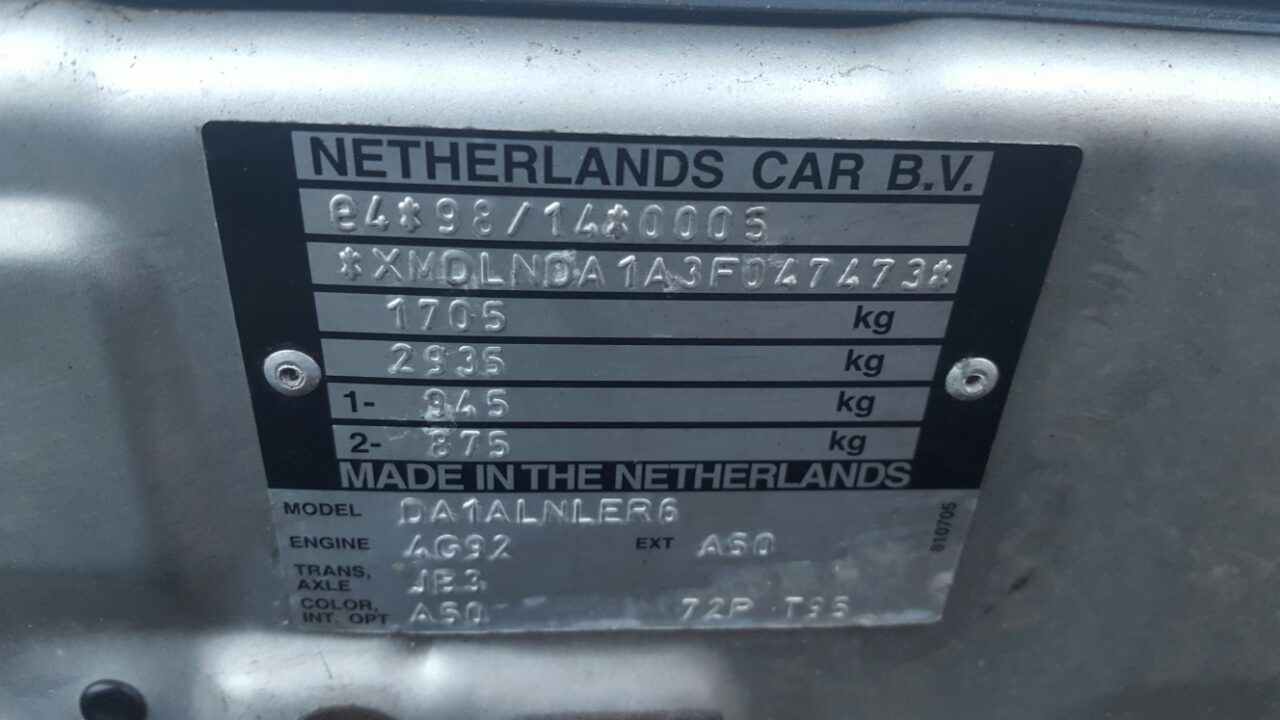 NETHERLANDS CAR B.V.
e4*98/14*0005
*XMDLNDA1A3F047473*
1705 kg
2935 kg
1- 945 kg
2- 875 kg
MADE IN THE NETHERLANDS
MODEL DA1ALNLER6
ENGINE 4G92 EXT A50
TRANS, AXLE JB3
COLOR, INT. OPT A50 72P T95
810705